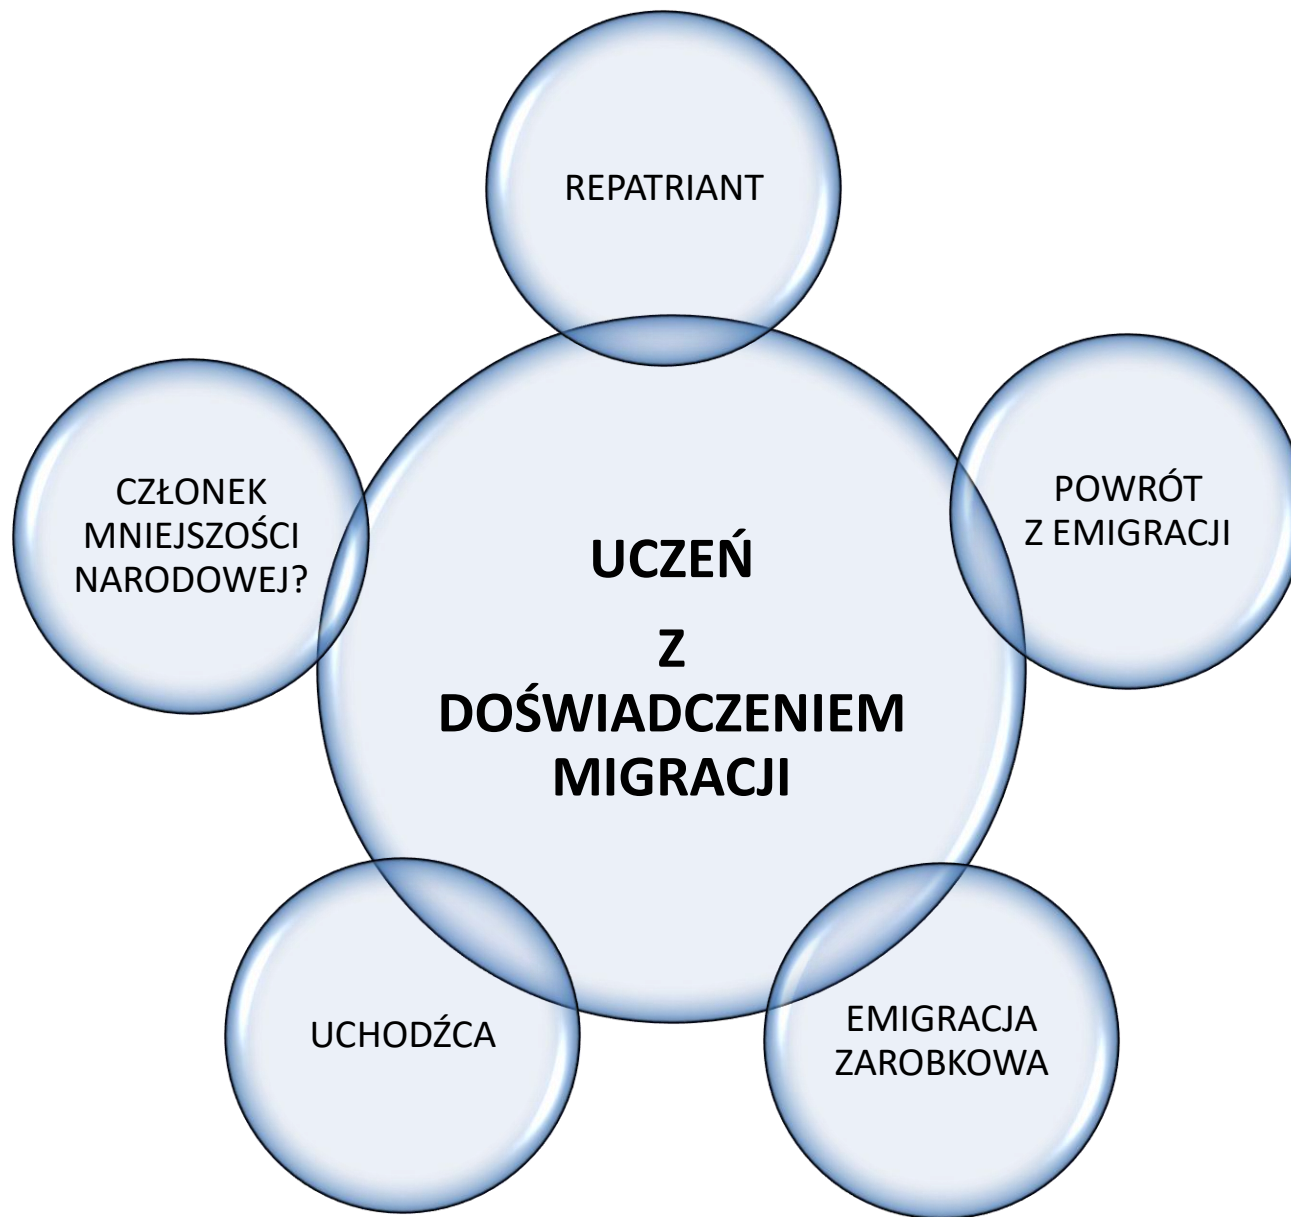 REPATRIANT
POWRÓT
Z EMIGRACJI
CZŁONEK
MNIEJSZOŚCI
NARODOWEJ?
UCZEŃ
Z
DOŚWIADCZENIEM
MIGRACJI
EMIGRACJA
ZAROBKOWA
UCHODŹCA